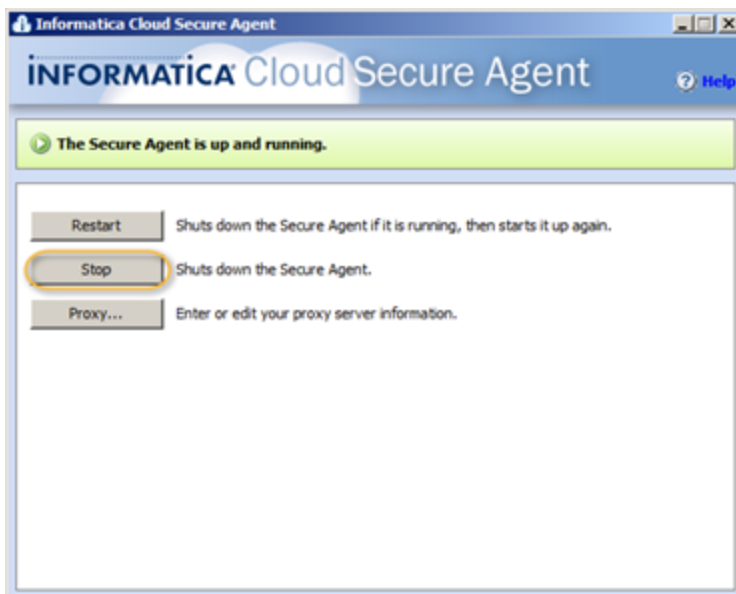 Informatica Cloud Secure Agent
INFORMATICA Cloud Secure Agent
Help
The Secure Agent is up and running.
Restart Shuts down the Secure Agent if it is running, then starts it up again.
Stop Shuts down the Secure Agent.
Proxy... Enter or edit your proxy server information.